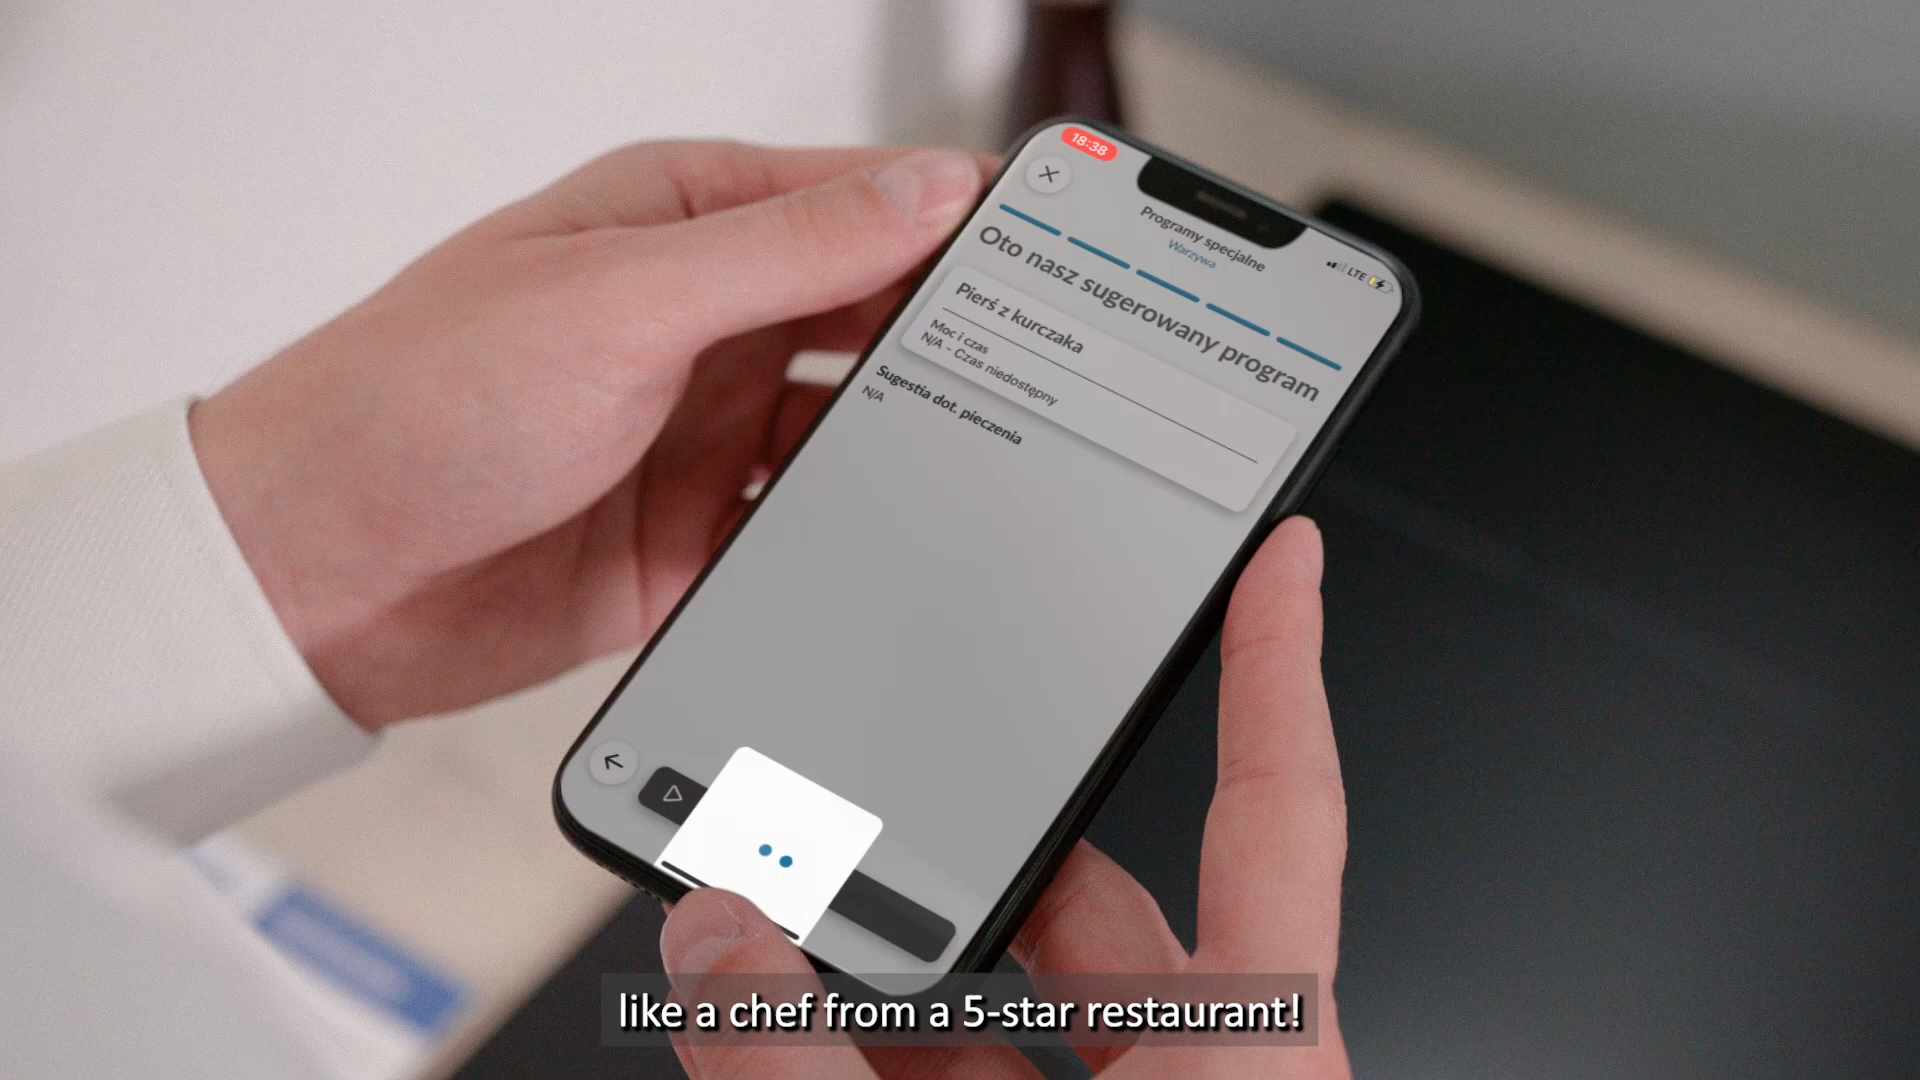 18:38
LTE
Programy specjalne
Warzywa
Oto nasz sugerowany program
Pierś z kurczaka
Moc i czas
N/A - Czas niedostępny
Sugestia dot. pieczenia
N/A
like a chef from a 5-star restaurant!